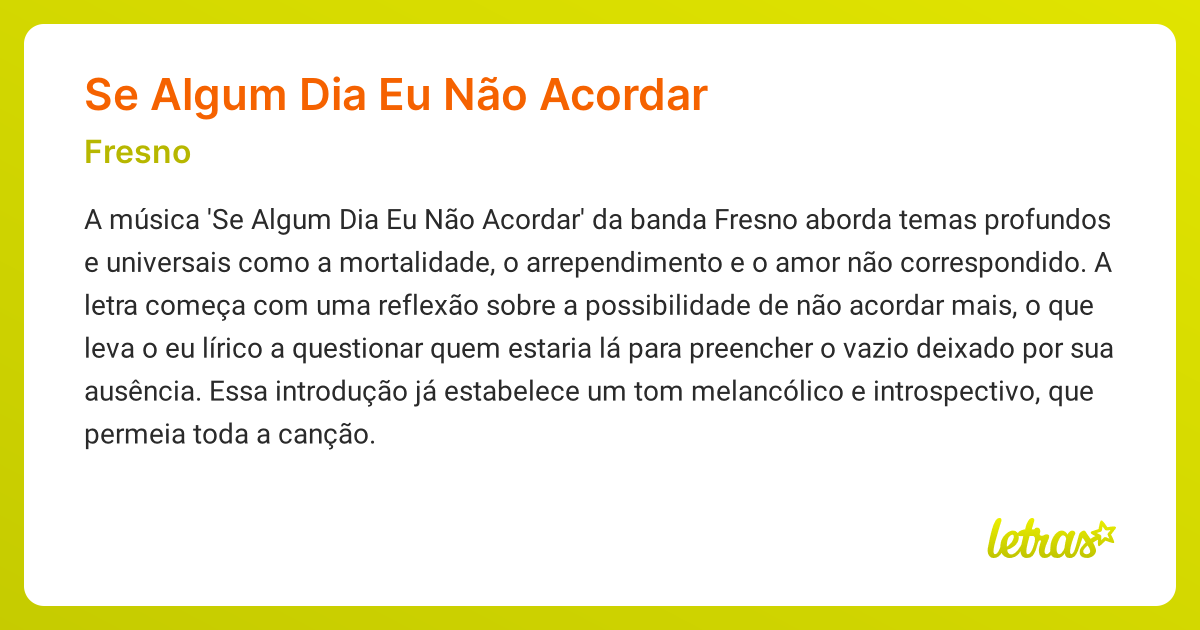 Se Algum Dia Eu Não Acordar
Fresno
A música 'Se Algum Dia Eu Não Acordar' da banda Fresno aborda temas profundos
e universais como a mortalidade, o arrependimento e o amor não correspondido. A
letra começa com uma reflexão sobre a possibilidade de não acordar mais, o que
leva o eu lírico a questionar quem estaria lá para preencher o vazio deixado por sua
ausência. Essa introdução já estabelece um tom melancólico e introspectivo, que
permeia toda a canção.
letras